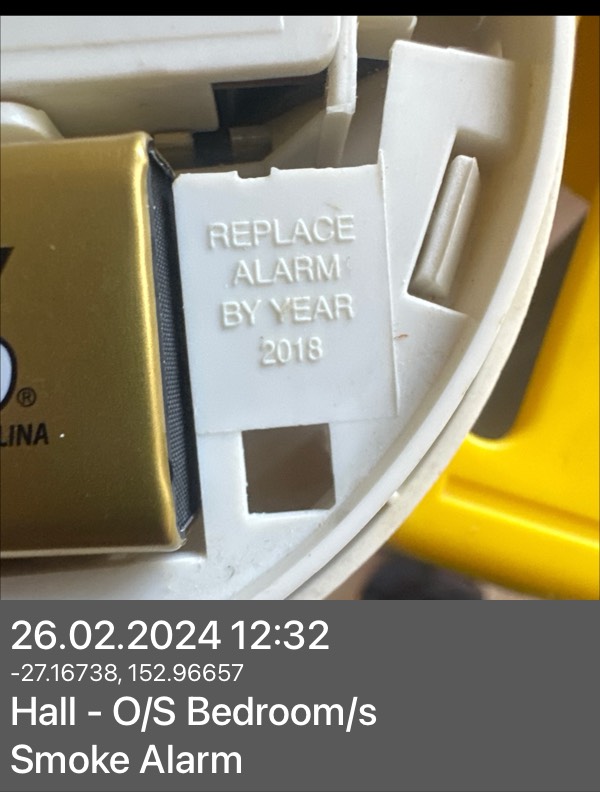 REPLACE
ALARM
BY YEAR
2018
®
LINA
26.02.2024 12:32
-27.16738, 152.96657
Hall - O/S Bedroom/s
Smoke Alarm